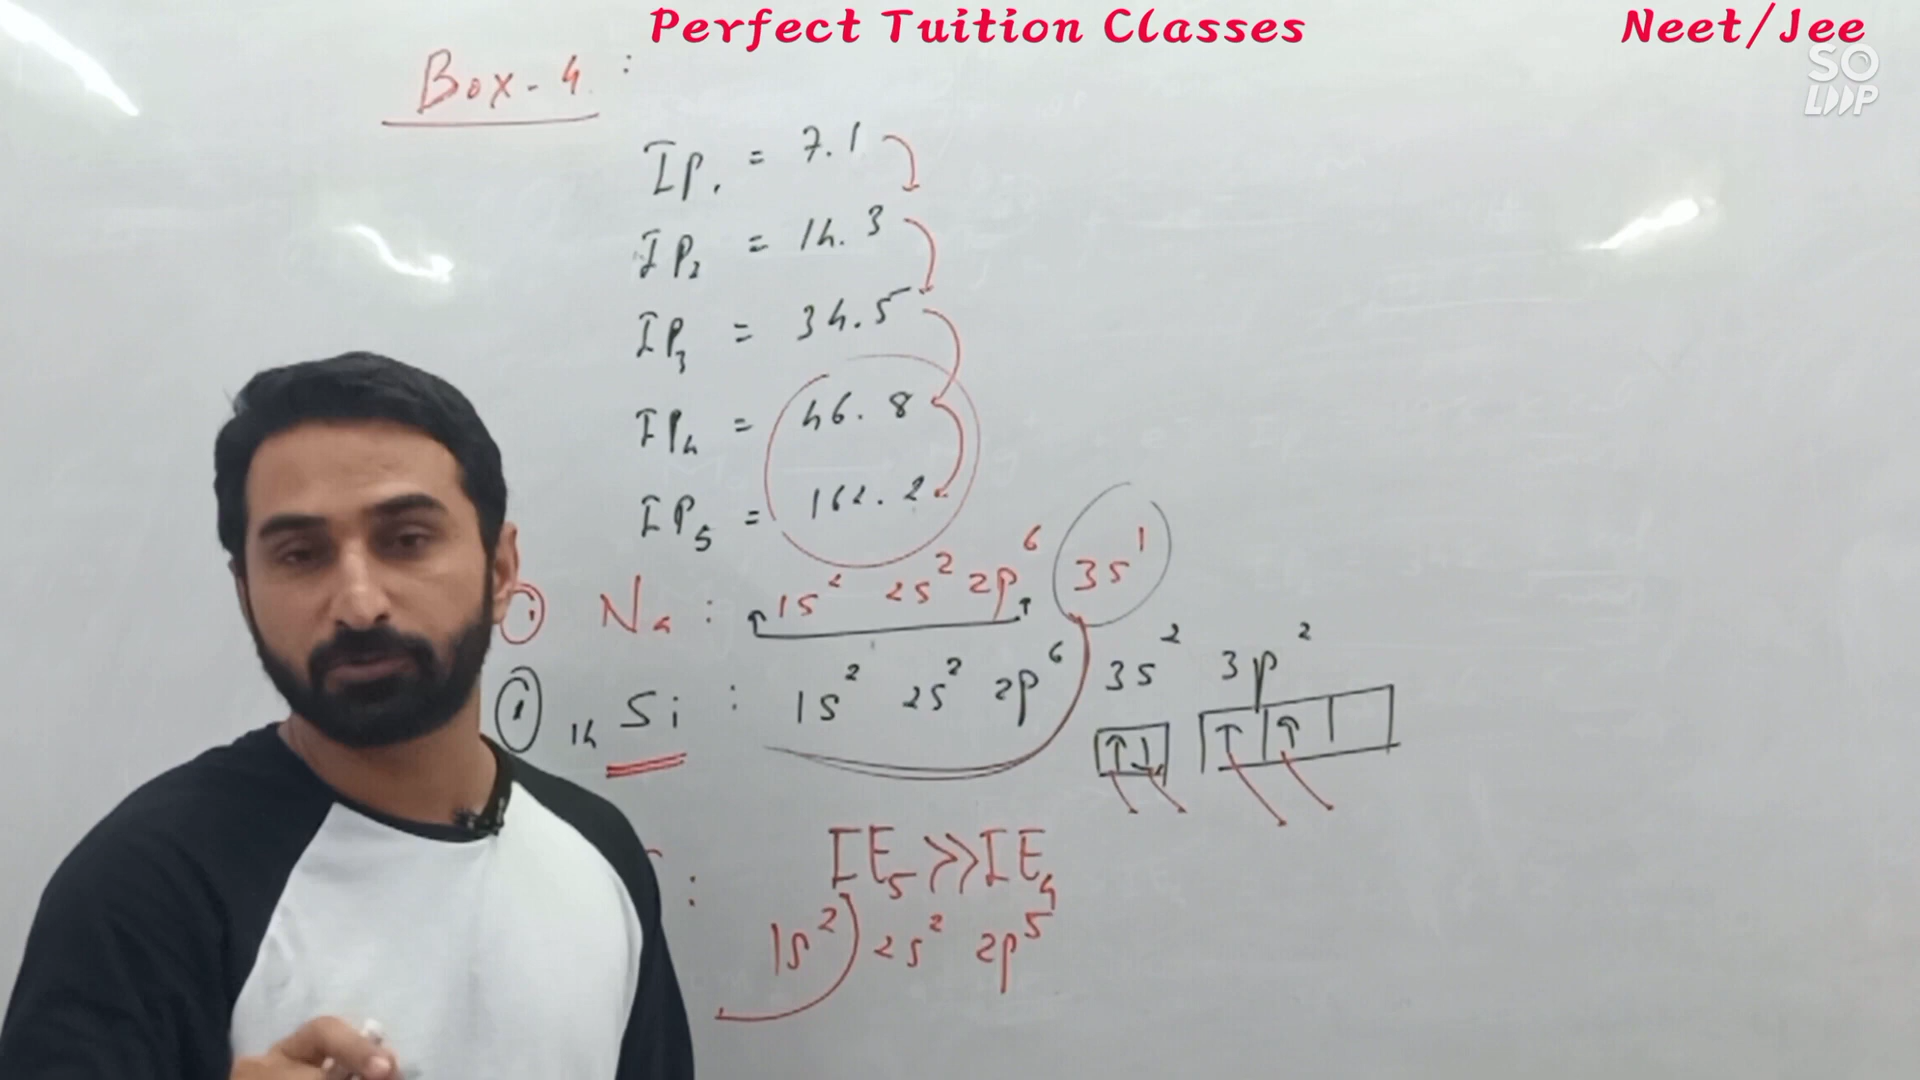 Perfect Tuition Classes
Neet/Jee
SO
LOOP
Box-4 :
IP₁ = 7.1
IP₂ = 14.3
IP₃ = 34.5
IP₄ = 46.8
IP₅ = 162.2
Na : 1s² 2s² 2p⁶ 3s¹
₁₄Si : 1s² 2s² 2p⁶ 3s² 3p²
↑↓ ↑ ↑
: IE₅ >> IE₄
1s² 2s² 2p⁵